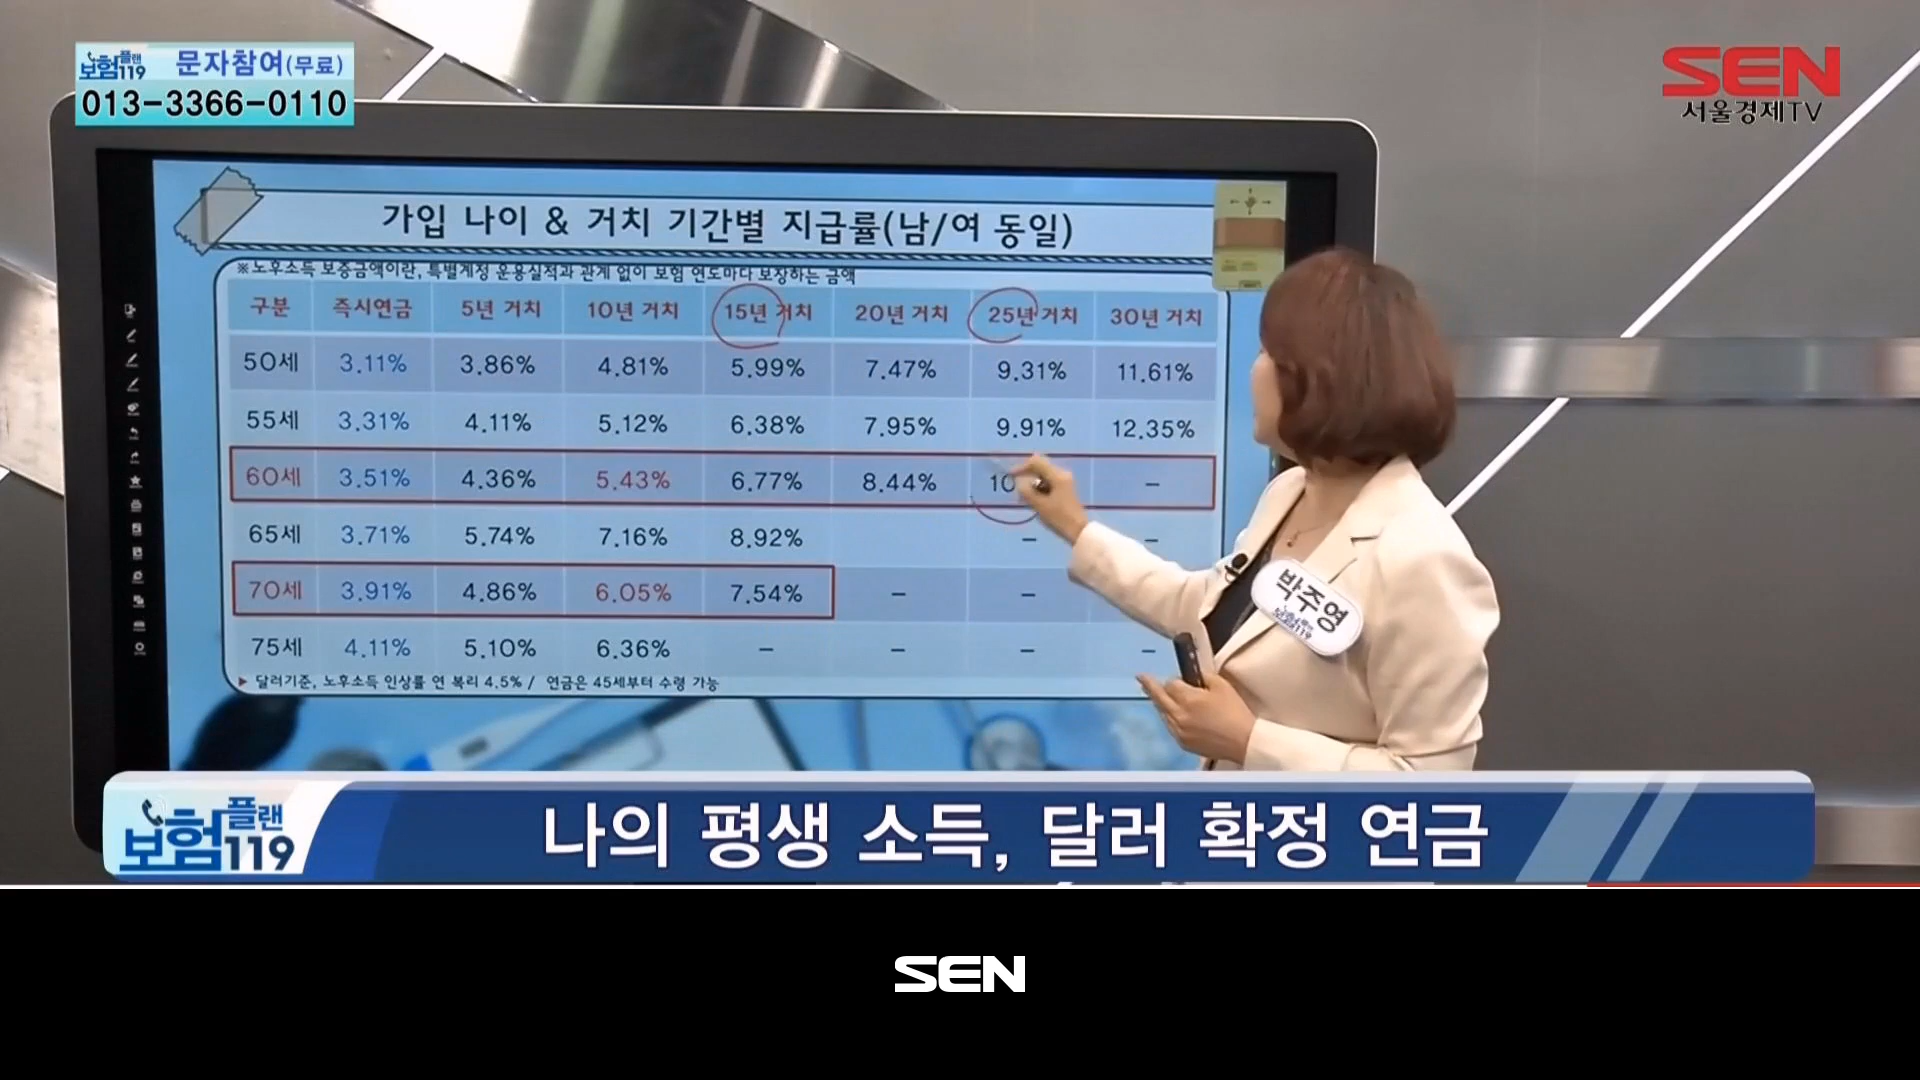 보험플랜119 문자참여(무료)
013-3366-0110
SEN
서울경제TV
가입 나이 & 거치 기간별 지급률(남/여 동일)
※노후소득 보증금액이란, 특별계정 운용실적과 관계 없이 보험 연도마다 보장하는 금액
구분 즉시연금 5년 거치 10년 거치 15년 거치 20년 거치 25년 거치 30년 거치
50세 3.11% 3.86% 4.81% 5.99% 7.47% 9.31% 11.61%
55세 3.31% 4.11% 5.12% 6.38% 7.95% 9.91% 12.35%
60세 3.51% 4.36% 5.43% 6.77% 8.44% 10 –
65세 3.71% 5.74% 7.16% 8.92% – –
70세 3.91% 4.86% 6.05% 7.54% – –
75세 4.11% 5.10% 6.36% – – – –
▶ 달러기준, 노후소득 인상률 연 복리 4.5% / 연금은 45세부터 수령 가능
박주영
보험119
보험플랜119
나의 평생 소득, 달러 확정 연금
SEN